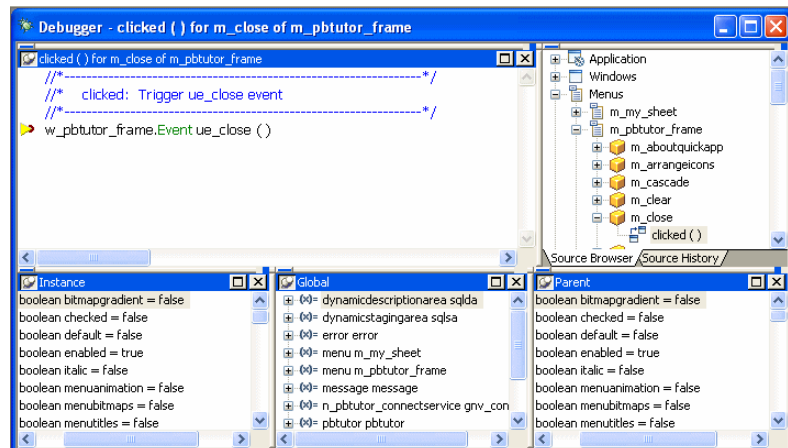 Debugger - clicked ( ) for m_close of m_pbtutor_frame
clicked ( ) for m_close of m_pbtutor_frame
//*-----------------------------------------------------------------------*/
//*    clicked:  Trigger ue_close event
//*-----------------------------------------------------------------------*/
w_pbtutor_frame.Event ue_close ( )
Application
Windows
Menus
m_my_sheet
m_pbtutor_frame
m_aboutquickapp
m_arrangeicons
m_cascade
m_clear
m_close
clicked ( )
Source Browser Source History
Instance
boolean bitmapgradient = false
boolean checked = false
boolean default = false
boolean enabled = true
boolean italic = false
boolean menuanimation = false
boolean menubitmaps = false
boolean menutitles = false
Global
(x)= dynamicdescriptionarea sqlda
(x)= dynamicstagingarea sqlsa
(x)= error error
(x)= menu m_my_sheet
(x)= menu m_pbtutor_frame
(x)= message message
(x)= n_pbtutor_connectservice gnv_con
(x)= pbtutor pbtutor
Parent
boolean bitmapgradient = false
boolean checked = false
boolean default = false
boolean enabled = true
boolean italic = false
boolean menuanimation = false
boolean menubitmaps = false
boolean menutitles = false